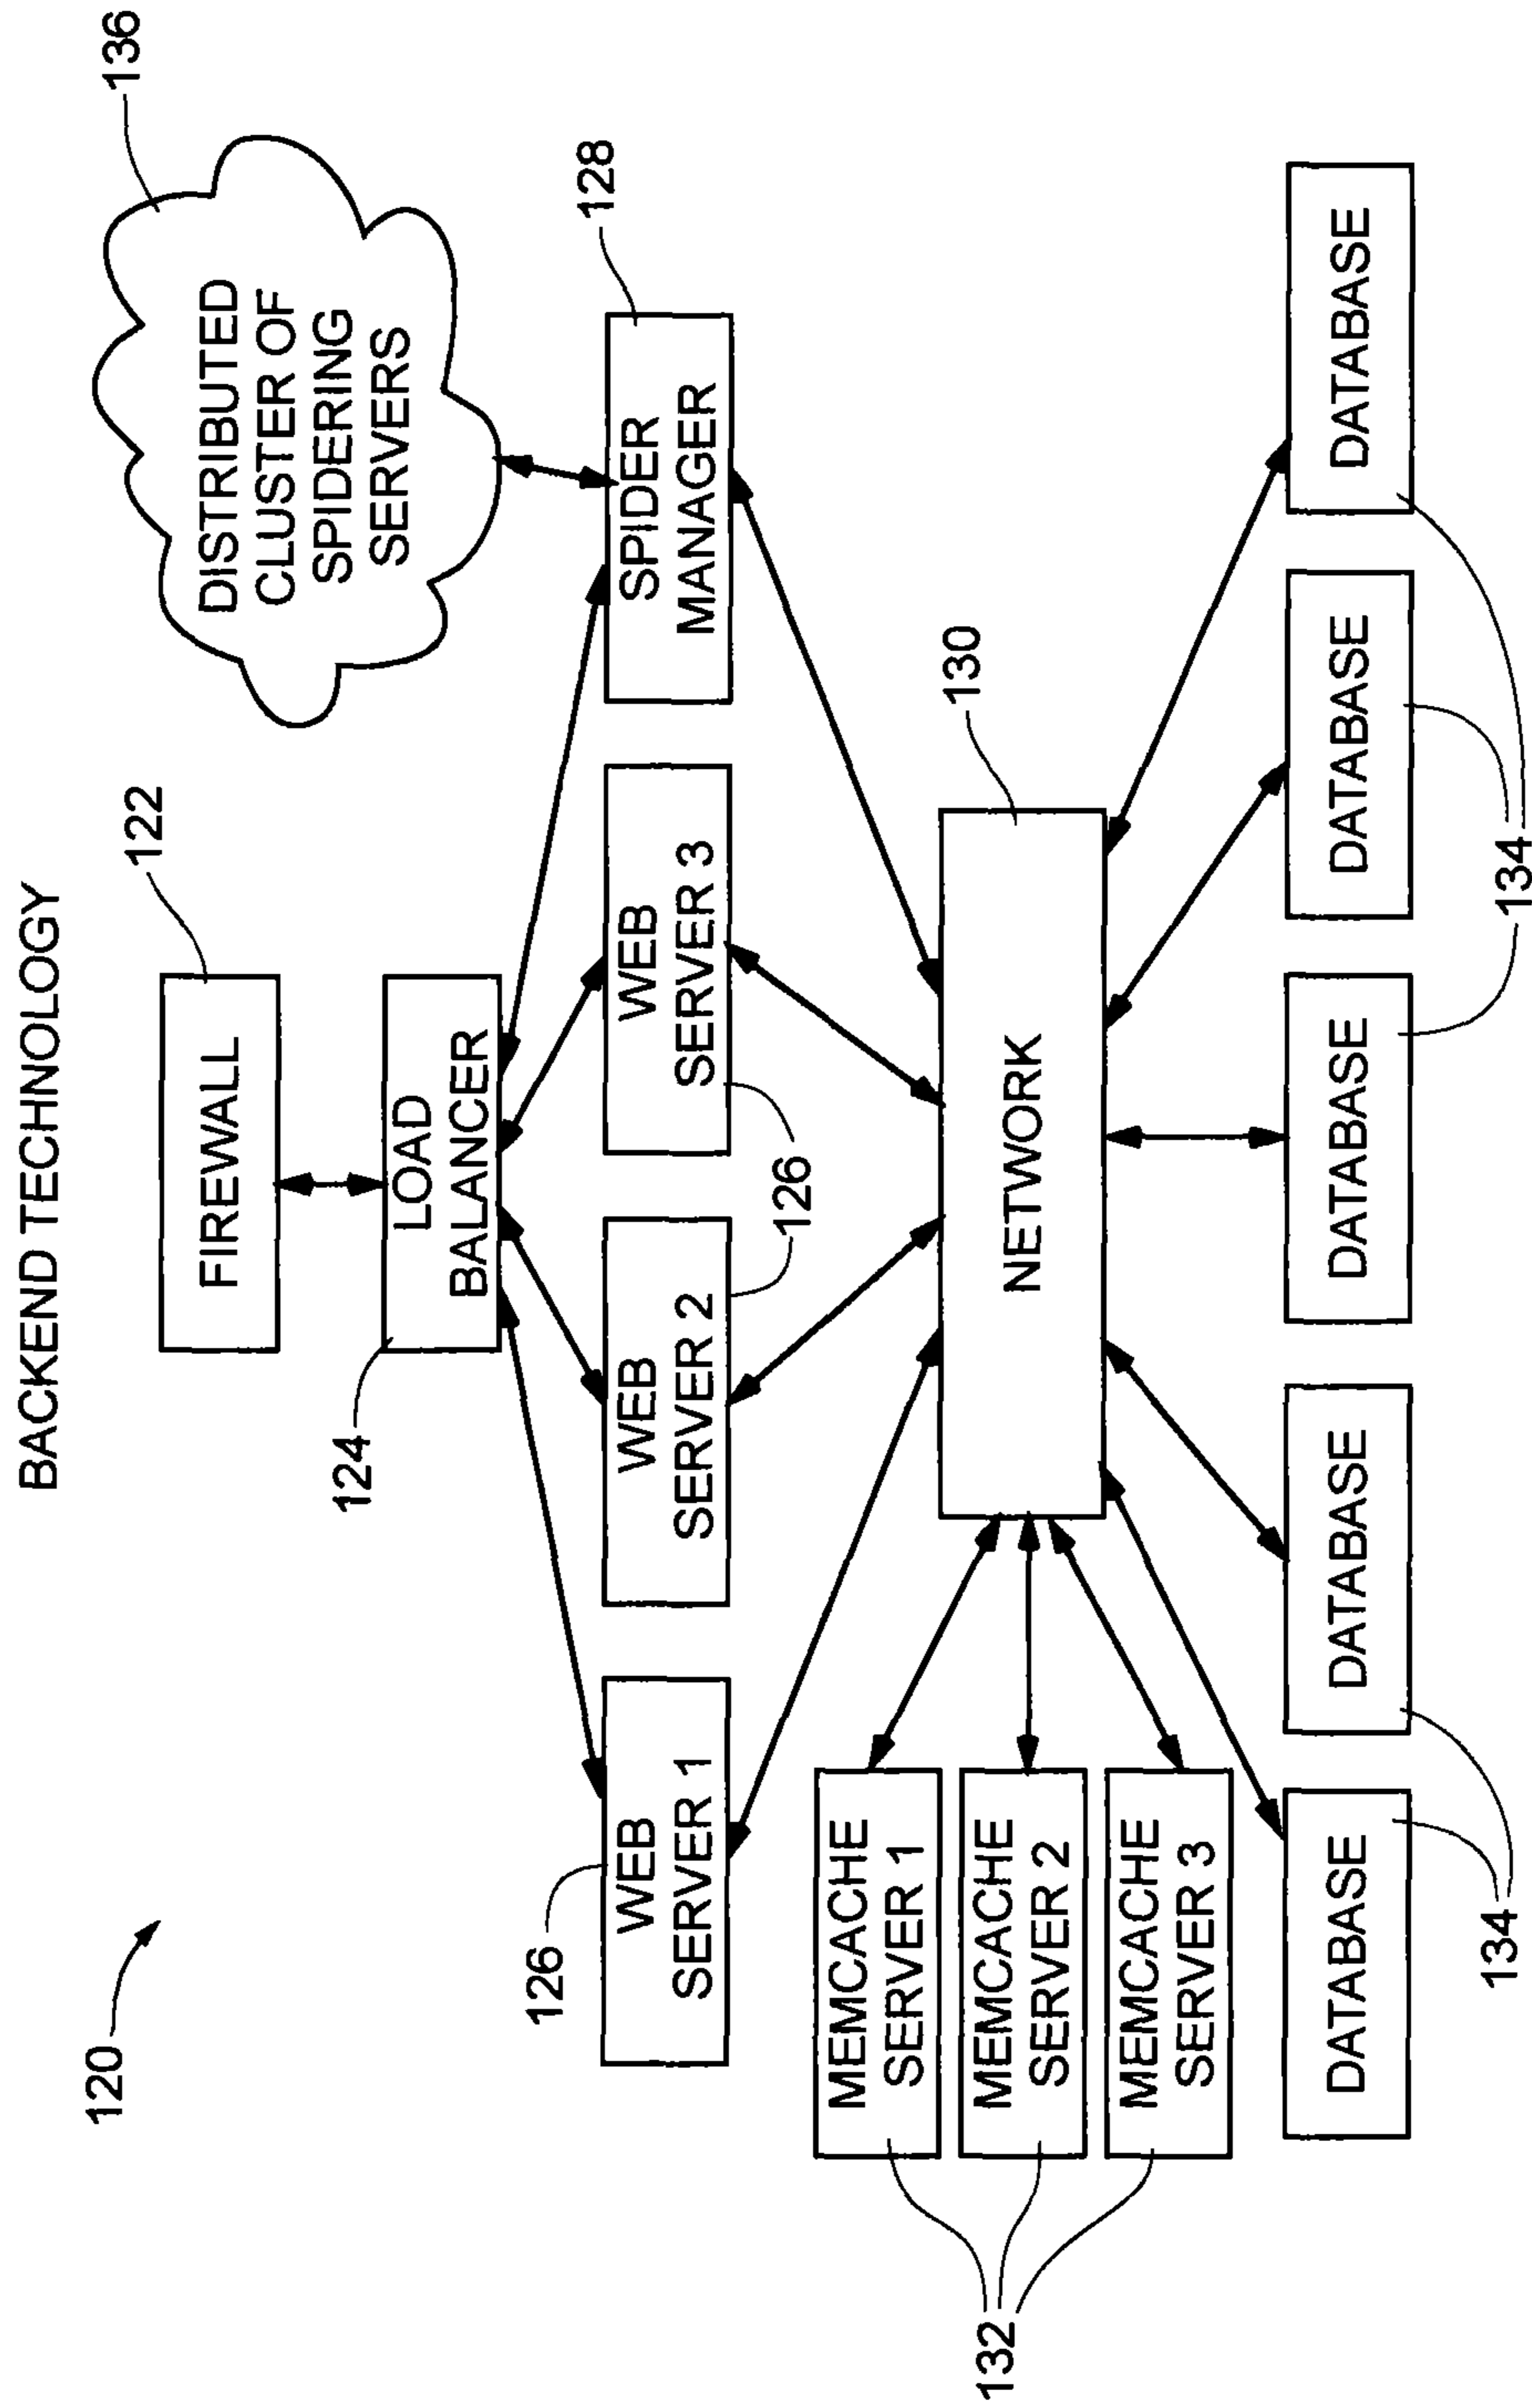 BACKEND TECHNOLOGY
120
122
FIREWALL
136
DISTRIBUTED
CLUSTER OF
SPIDERING
SERVERS
124
LOAD
BALANCER
128
126
WEB
SERVER 1
WEB
SERVER 2
WEB
SERVER 3
SPIDER
MANAGER
126
130
MEMCACHE
SERVER 1
MEMCACHE
SERVER 2
MEMCACHE
SERVER 3
132
NETWORK
DATABASE
DATABASE
DATABASE
DATABASE
DATABASE
134
134